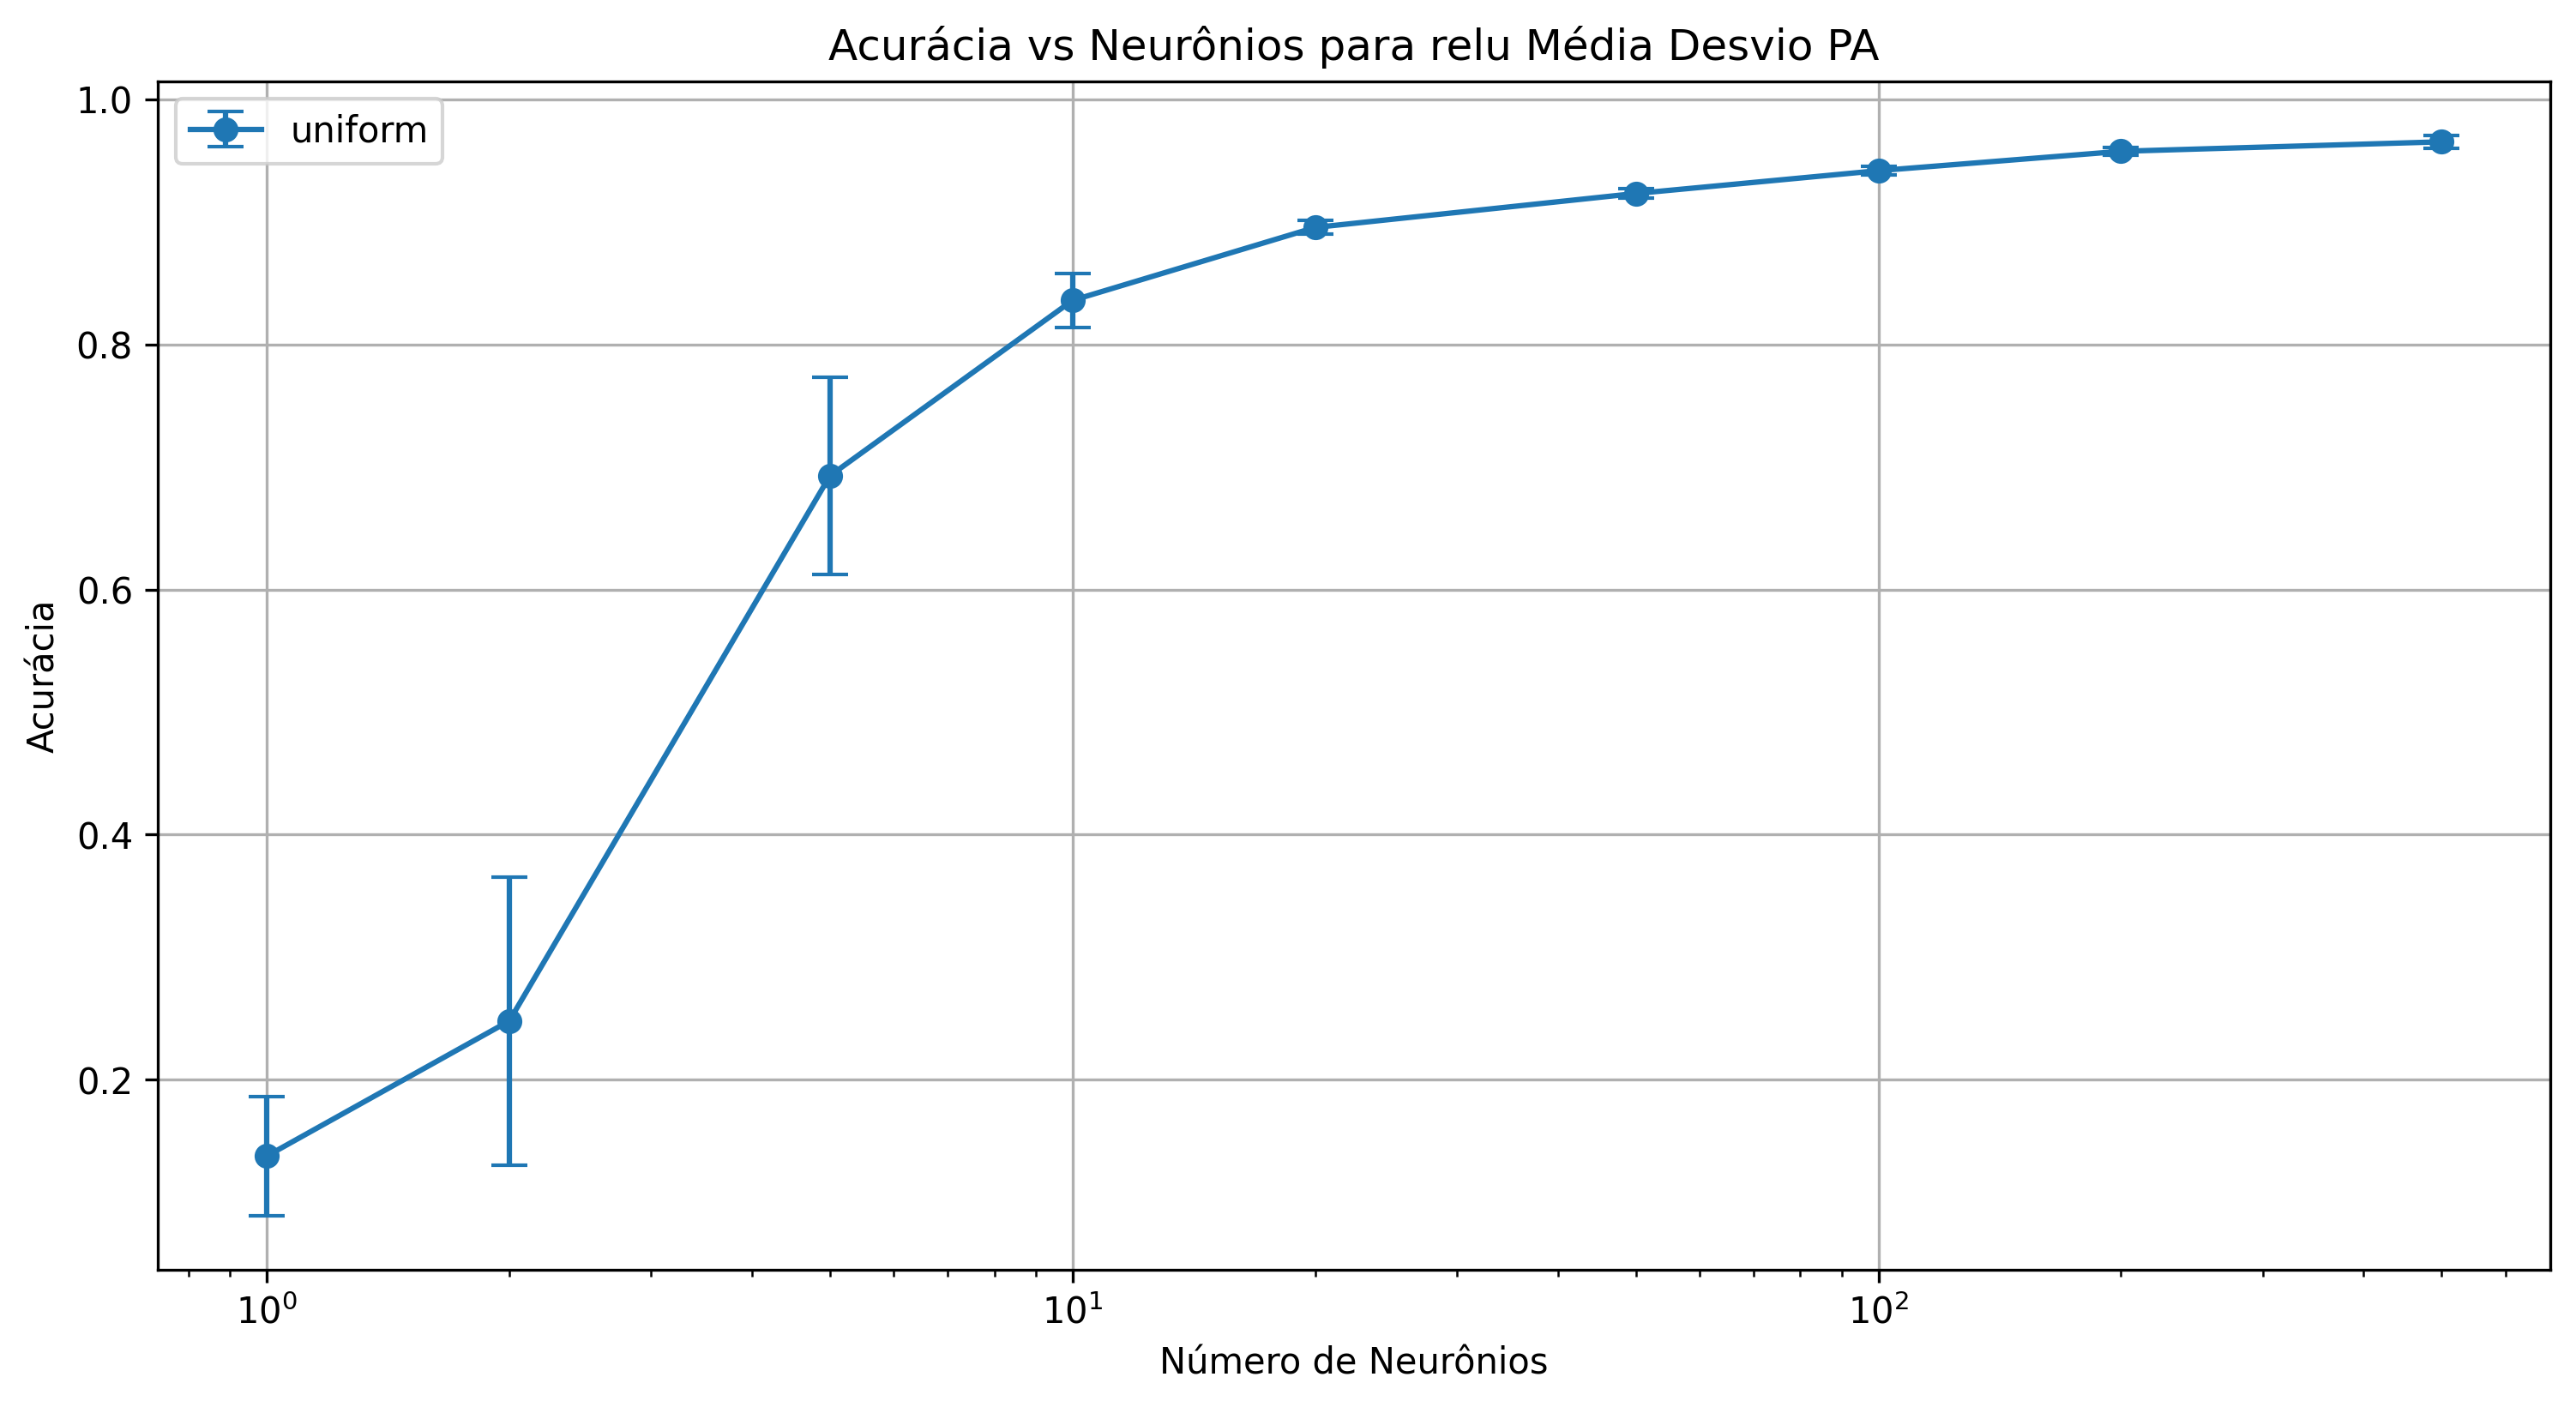 Acurácia vs Neurônios para relu Média Desvio PA
uniform
1.0
0.8
0.6
0.4
0.2
Acurácia
10⁰
10¹
10²
Número de Neurônios